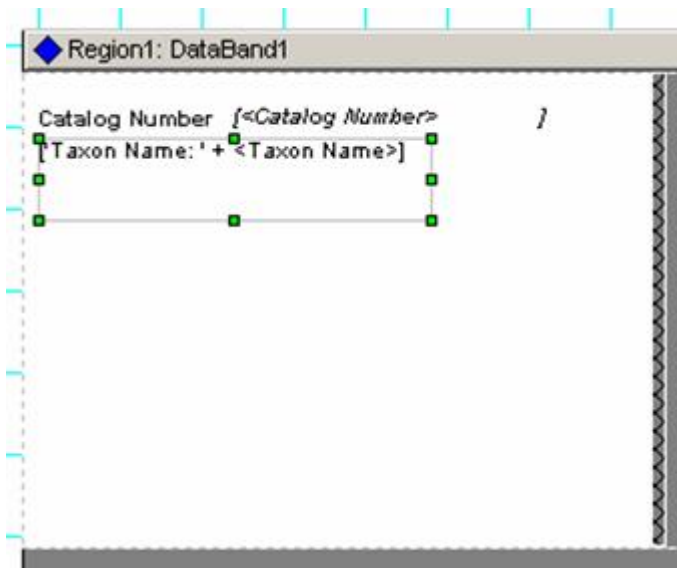 Region1: DataBand1
Catalog Number [<Catalog Number> ]
['Taxon Name: ' + <Taxon Name>]